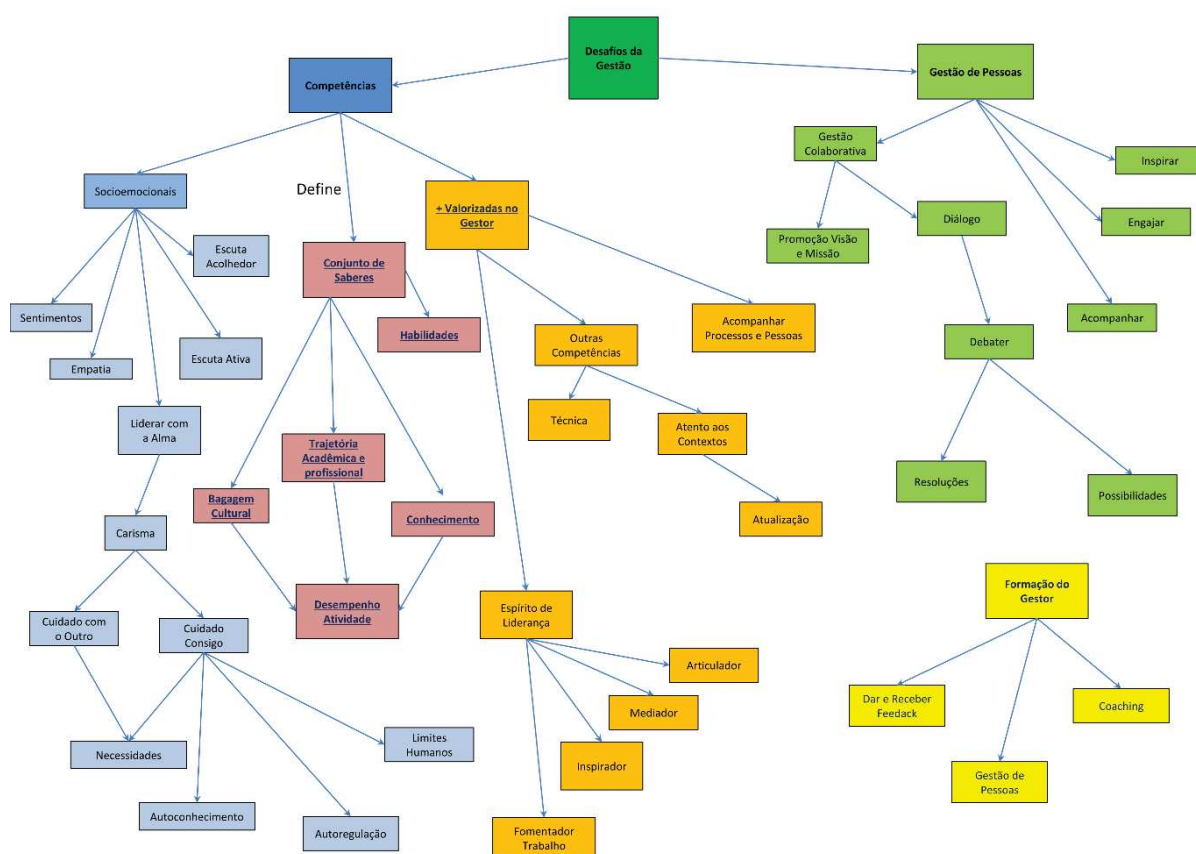 Desafios da
Gestão
Competências
Gestão de Pessoas
Gestão
Colaborativa
Inspirar
Socioemocionais
Define
+ Valorizadas no
Gestor
Engajar
Diálogo
Promoção Visão
e Missão
Escuta
Acolhedor
Conjunto de
Saberes
Sentimentos
Habilidades
Acompanhar
Processos e Pessoas
Acompanhar
Outras
Competências
Debater
Empatia
Escuta Ativa
Liderar com
a Alma
Técnica
Atento aos
Contextos
Trajetória
Acadêmica e
profissional
Resoluções
Possibilidades
Bagagem
Cultural
Conhecimento
Atualização
Carisma
Formação do
Gestor
Desempenho
Atividade
Espírito de
Liderança
Cuidado com
o Outro
Cuidado
Consigo
Articulador
Dar e Receber
Feedack
Coaching
Mediador
Necessidades
Limites
Humanos
Inspirador
Gestão de
Pessoas
Autoconhecimento
Autoregulação
Fomentador
Trabalho